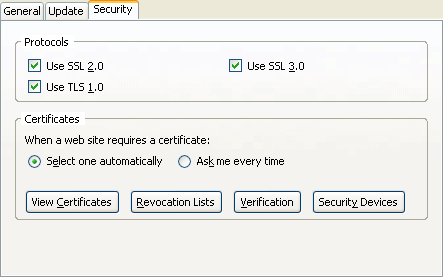 General Update Security
Protocols
Use SSL 2.0 Use SSL 3.0
Use TLS 1.0
Certificates
When a web site requires a certificate:
Select one automatically Ask me every time
View Certificates Revocation Lists Verification Security Devices